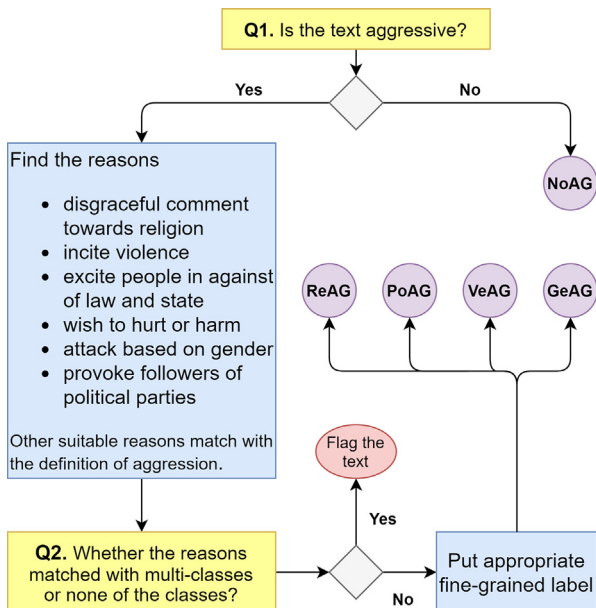 Q1. Is the text aggressive?
Yes
No
Find the reasons
• disgraceful comment
towards religion
• incite violence
• excite people in against
of law and state
• wish to hurt or harm
• attack based on gender
• provoke followers of
political parties
Other suitable reasons match with
the definition of aggression.
NoAG
ReAG
PoAG
VeAG
GeAG
Flag the
text
Yes
Q2. Whether the reasons
matched with multi-classes
or none of the classes?
No
Put appropriate
fine-grained label